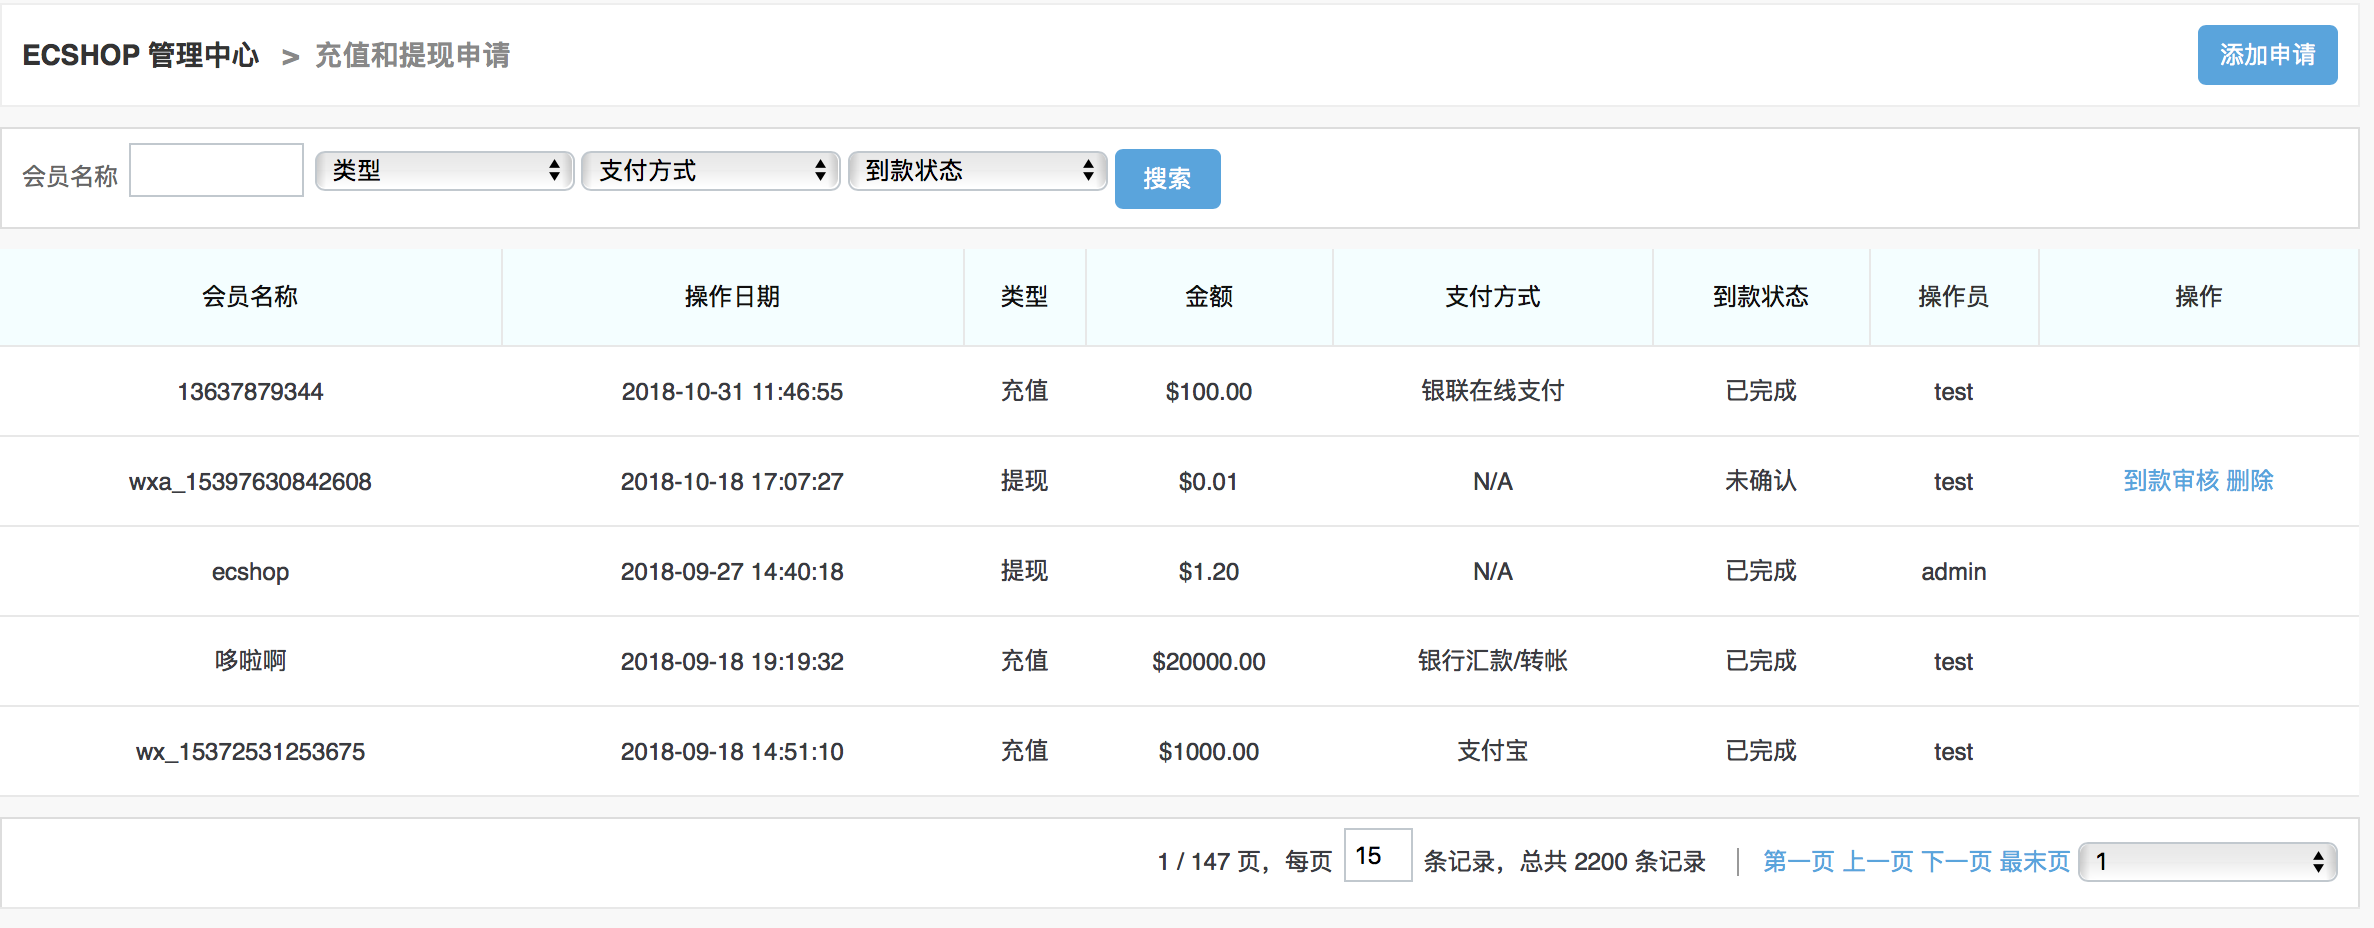 ECSHOP 管理中心 > 充值和提现申请 添加申请
会员名称 类型 支付方式 到款状态 搜索
会员名称 操作日期 类型 金额 支付方式 到款状态 操作员 操作
13637879344 2018-10-31 11:46:55 充值 $100.00 银联在线支付 已完成 test
wxa_15397630842608 2018-10-18 17:07:27 提现 $0.01 N/A 未确认 test 到款审核 删除
ecshop 2018-09-27 14:40:18 提现 $1.20 N/A 已完成 admin
哆啦啊 2018-09-18 19:19:32 充值 $20000.00 银行汇款/转帐 已完成 test
wx_15372531253675 2018-09-18 14:51:10 充值 $1000.00 支付宝 已完成 test
1 / 147 页，每页 15 条记录，总共 2200 条记录 | 第一页 上一页 下一页 最末页 1